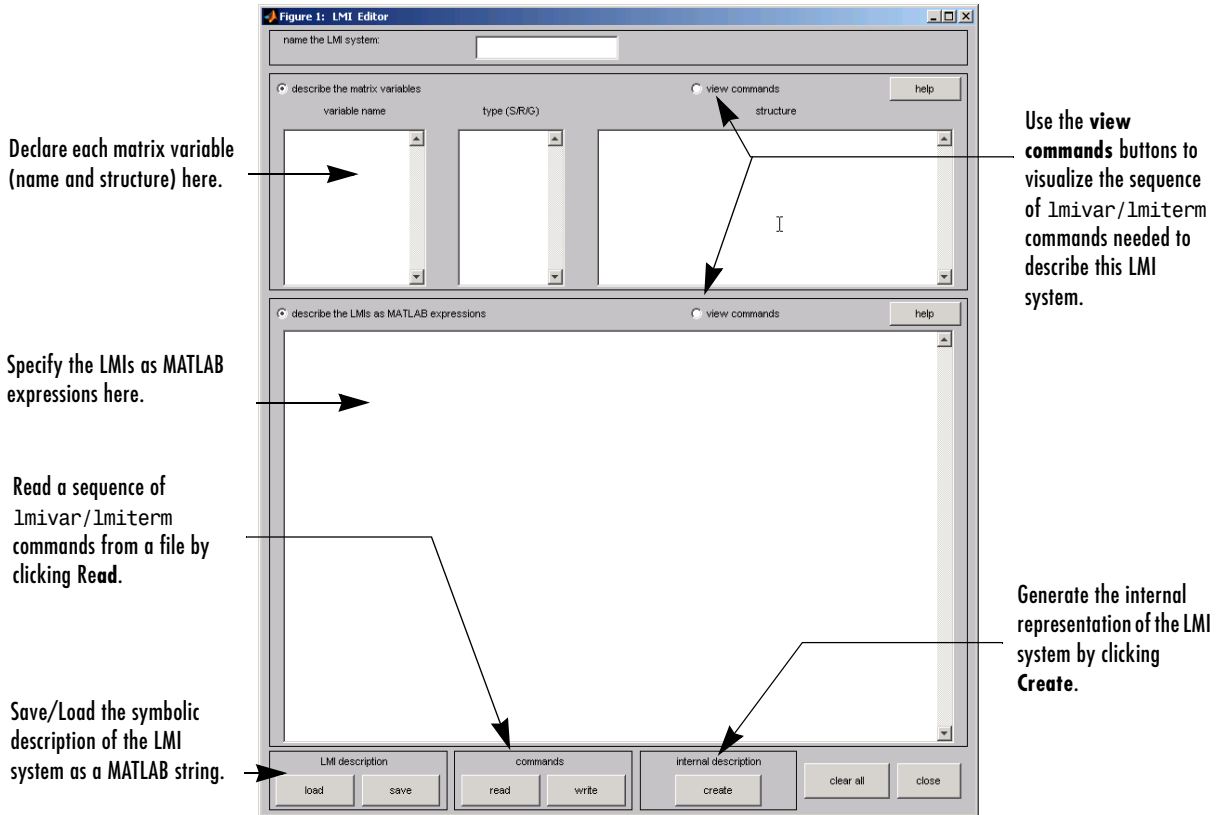 Figure 1: LMI Editor
name the LMI system:
describe the matrix variables
view commands
help
variable name
type (S/R/G)
structure
describe the LMIs as MATLAB expressions
view commands
help
LMI description
load
save
commands
read
write
internal description
create
clear all
close
Declare each matrix variable
(name and structure) here.
Specify the LMIs as MATLAB
expressions here.
Read a sequence of
lmivar/lmiterm
commands from a file by
clicking Read.
Save/Load the symbolic
description of the LMI
system as a MATLAB string.
Use the view
commands buttons to
visualize the sequence
of lmivar/lmiterm
commands needed to
describe this LMI
system.
Generate the internal
representation of the LMI
system by clicking
Create.